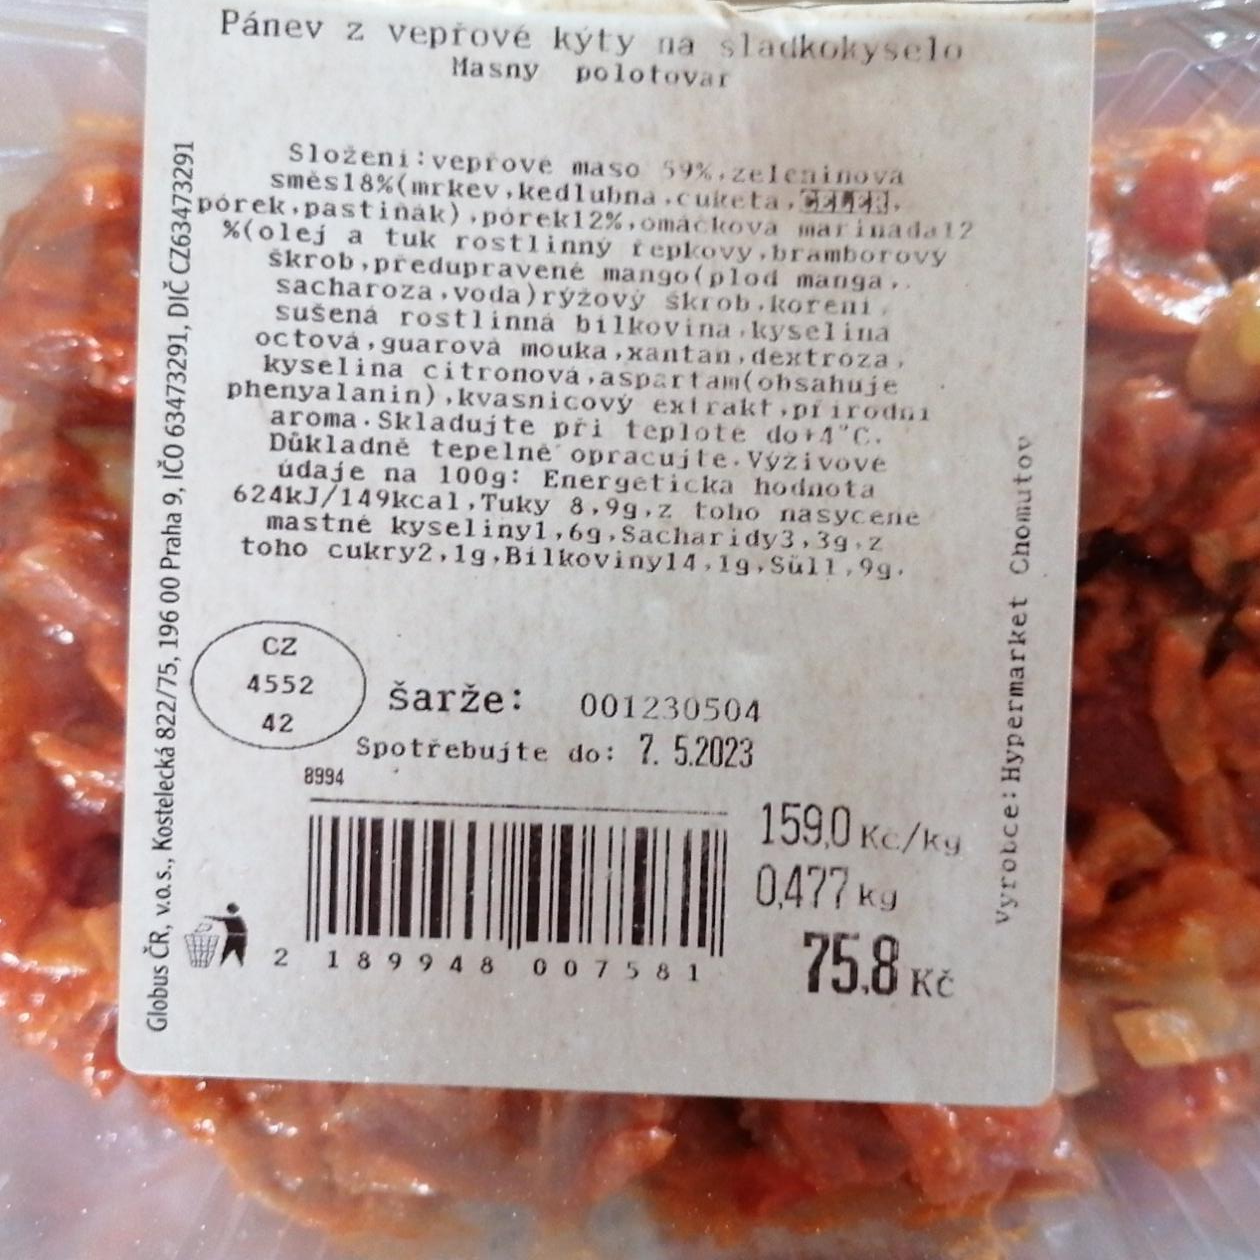 Pánev z vepřové kýty na sladkokyselo
Masny polotovar
Složení:vepřové maso 59%,zeleninová
směs18%(mrkev,kedlubna,cuketa,CELER,
pórek,pastiňák),pórek12%,omáčková marináda12
%(olej a tuk rostlinný řepkový,bramborový
škrob,předupravené mango(plod manga,
sacharoza,voda)rýžový škrob,koření,
sušená rostlinná bílkovina,kyselina
octová,guarová mouka,xantan,dextroza,
kyselina citronová,aspartam(obsahuje
phenyalanin),kvasnicový extrakt,přírodní
aroma.Skladujte při teplotě do+4°C.
Důkladně tepelně opracujte.Výživové
údaje na 100g: Energetická hodnota
624kJ/149kcal,Tuky 8,9g,z toho nasycené
mastné kyseliny1,6g,Sacharidy3,3g,z
toho cukry2,1g,Bílkoviny14,1g,Sůl1,9g.
CZ
4552
42
šarže: 001230504
Spotřebujte do: 7. 5.2023
8994
159,0 Kč/kg
0,477 kg
75,8 Kč
2 189948 007581
Globus ČR, v.o.s., Kostelecká 822/75, 196 00 Praha 9, IČO 63473291, DIČ CZ63473291
Vyrobce:Hypermarket Chomutov